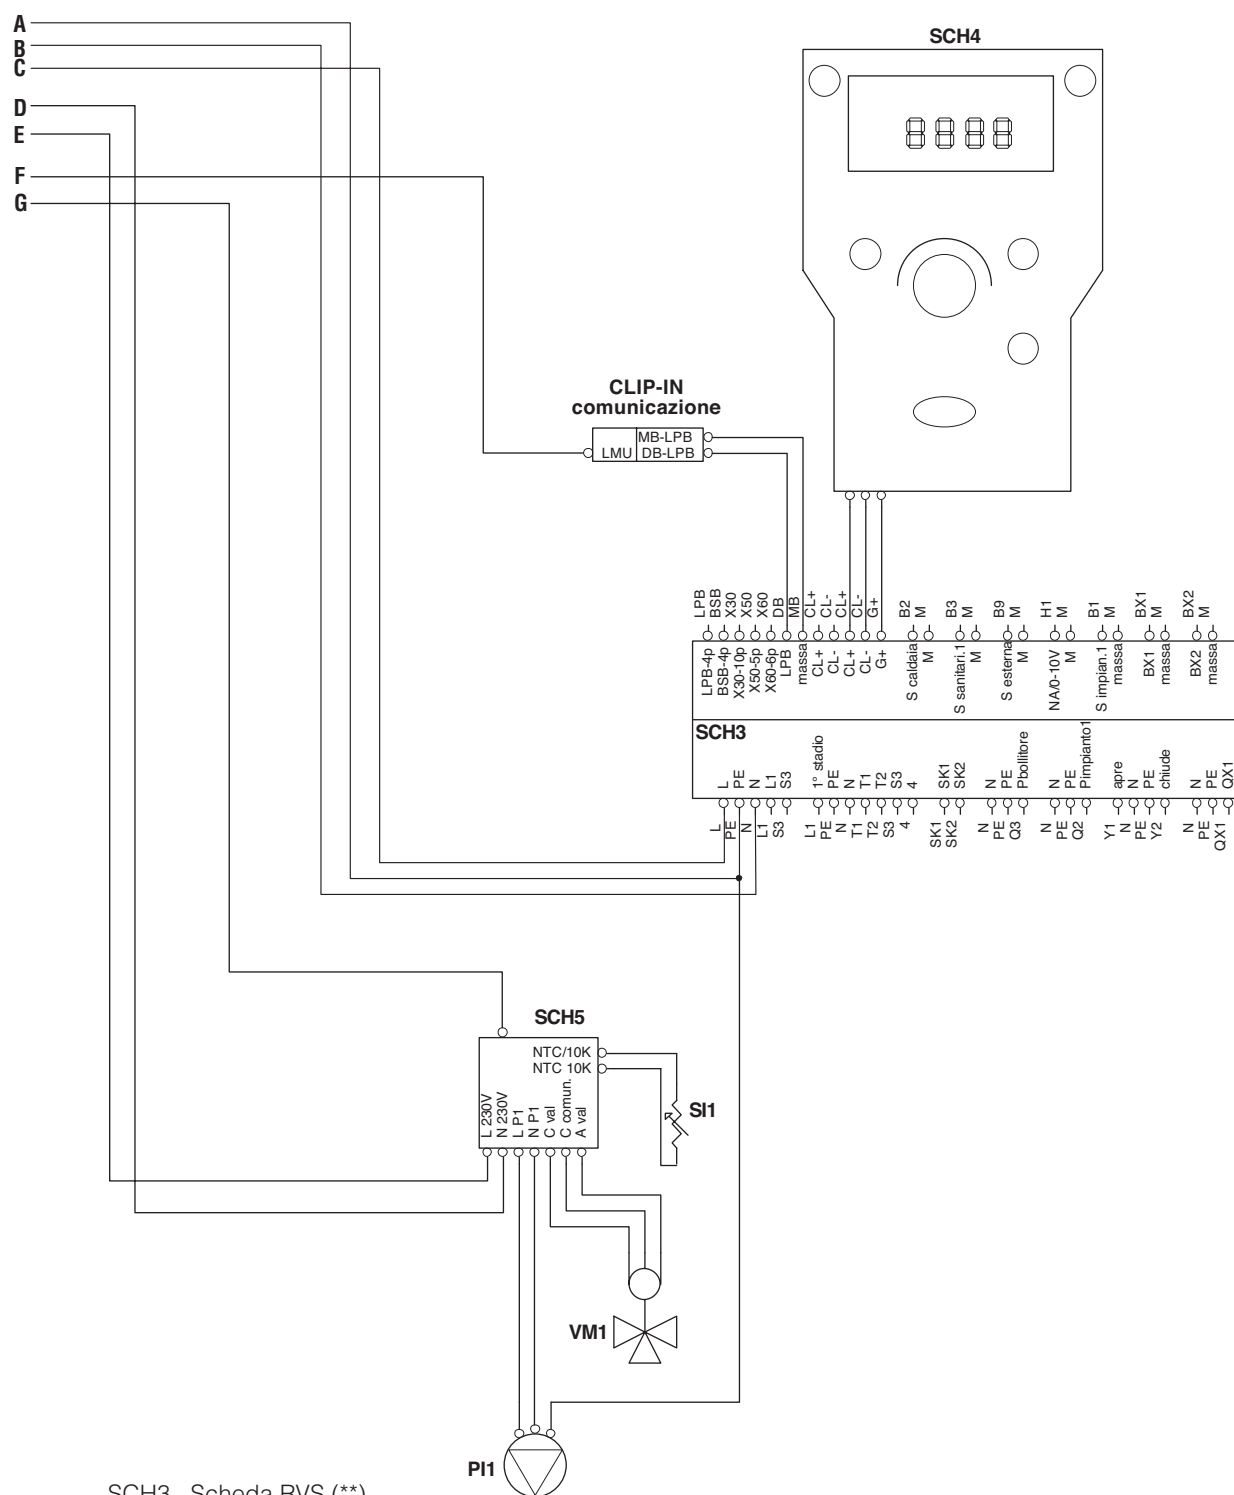 A
B
C
D
E
F
G
SCH4
CLIP-IN
comunicazione
MB-LPB
LMU DB-LPB
LPB
BSB
X30
X50
X60
DB
MB
CL+
CL-
CL+
CL-
G+
B2
M
B3
M
B9
M
H1
M
B1
M
BX1
M
BX2
M
LPB-4p
BSB-4p
X30-10p
X50-5p
X60-6p
LPB
massa
CL+
CL-
CL+
CL-
G+
S caldaia
M
S sanitari.1
M
S esterna
M
NA/0-10V
M
S impian.1
massa
BX1
massa
BX2
massa
SCH3
L
PE
N
L1
S3
1° stadio
PE
N
T1
T2
S3
4
SK1
SK2
N
PE
Pbollitore
N
PE
Pimpianto1
apre
N
PE
chiude
N
PE
QX1
L
PE
N
L1
S3
L1
PE
N
T1
T2
S3
4
SK1
SK2
N
PE
Q3
N
PE
Q2
Y1
N
PE
Y2
N
PE
QX1
SCH5
NTC/10K
NTC 10K
L 230V
N 230V
L P1
N P1
C val
C comun.
A val
SI1
VM1
PI1
SCH3 Scheda RVS (**)